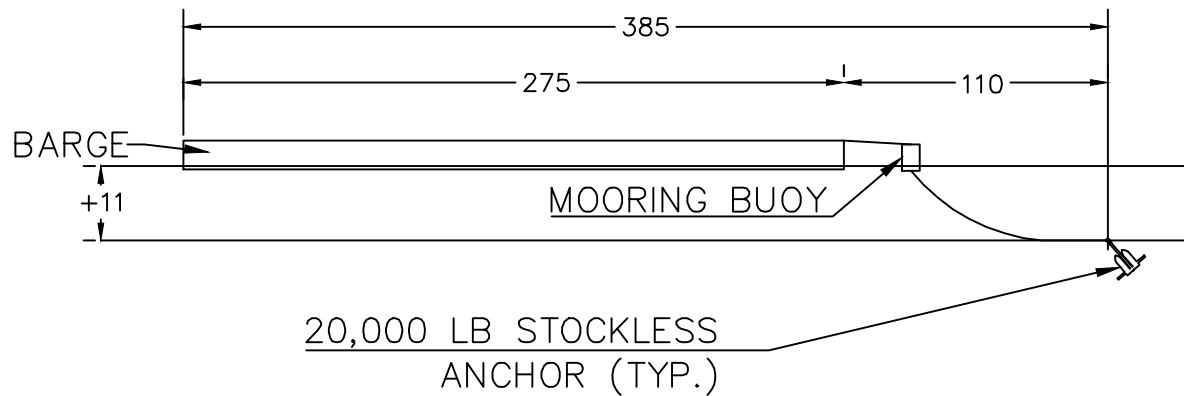 385
275
110
BARGE
+11
MOORING BUOY
20,000 LB STOCKLESS
ANCHOR (TYP.)